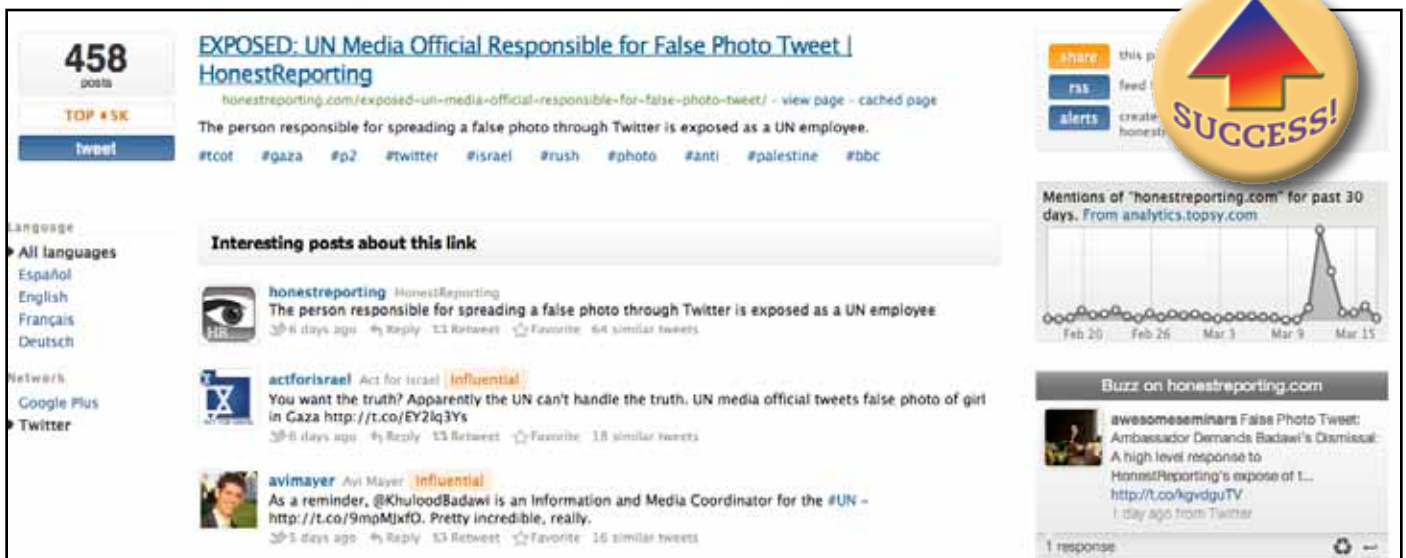 458
posts
TOP 5K
tweet
EXPOSED: UN Media Official Responsible for False Photo Tweet |
HonestReporting
honestreporting.com/exposed-un-media-official-responsible-for-false-photo-tweet/ - view page - cached page
The person responsible for spreading a false photo through Twitter is exposed as a UN employee.
#tcot #gaza #p2 #twitter #israel #rush #photo #anti #palestine #bbc
Language
All languages
Español
English
Français
Deutsch
Network
Google Plus
Twitter
Interesting posts about this link
honestreporting HonestReporting
The person responsible for spreading a false photo through Twitter is exposed as a UN employee
6 days ago Reply Retweet Favorite 64 similar tweets
HR
actforisrael Act for Israel Influential
You want the truth? Apparently the UN can't handle the truth. UN media official tweets false photo of girl
in Gaza http://t.co/EY2Iq3Ys
6 days ago Reply Retweet Favorite 18 similar tweets
avimayer Avi Mayer Influential
As a reminder, @KhuloodBadawi is an Information and Media Coordinator for the #UN –
http://t.co/9mpMJxfO. Pretty incredible, really.
5 days ago Reply Retweet Favorite 16 similar tweets
share this
rss feed
alerts create
SUCCESS!
Mentions of "honestreporting.com" for past 30
days. From analytics.topsy.com
Feb 20 Feb 26 Mar 3 Mar 9 Mar 15
Buzz on honestreporting.com
awesomeseminars False Photo Tweet:
Ambassador Demands Badawi's Dismissal:
A high level response to
HonestReporting's expose of t...
http://t.co/kgvdguTV
1 day ago from Twitter
1 response